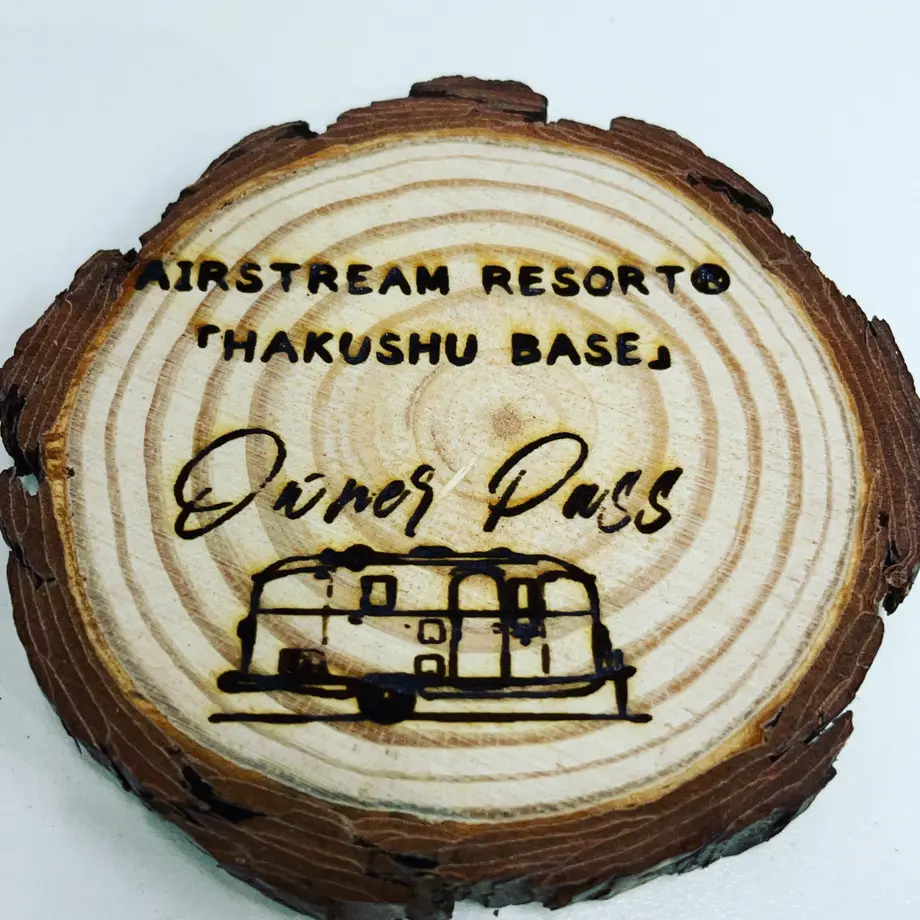 AIRSTREAM RESORT®
「HAKUSHU BASE」
Owner Pass